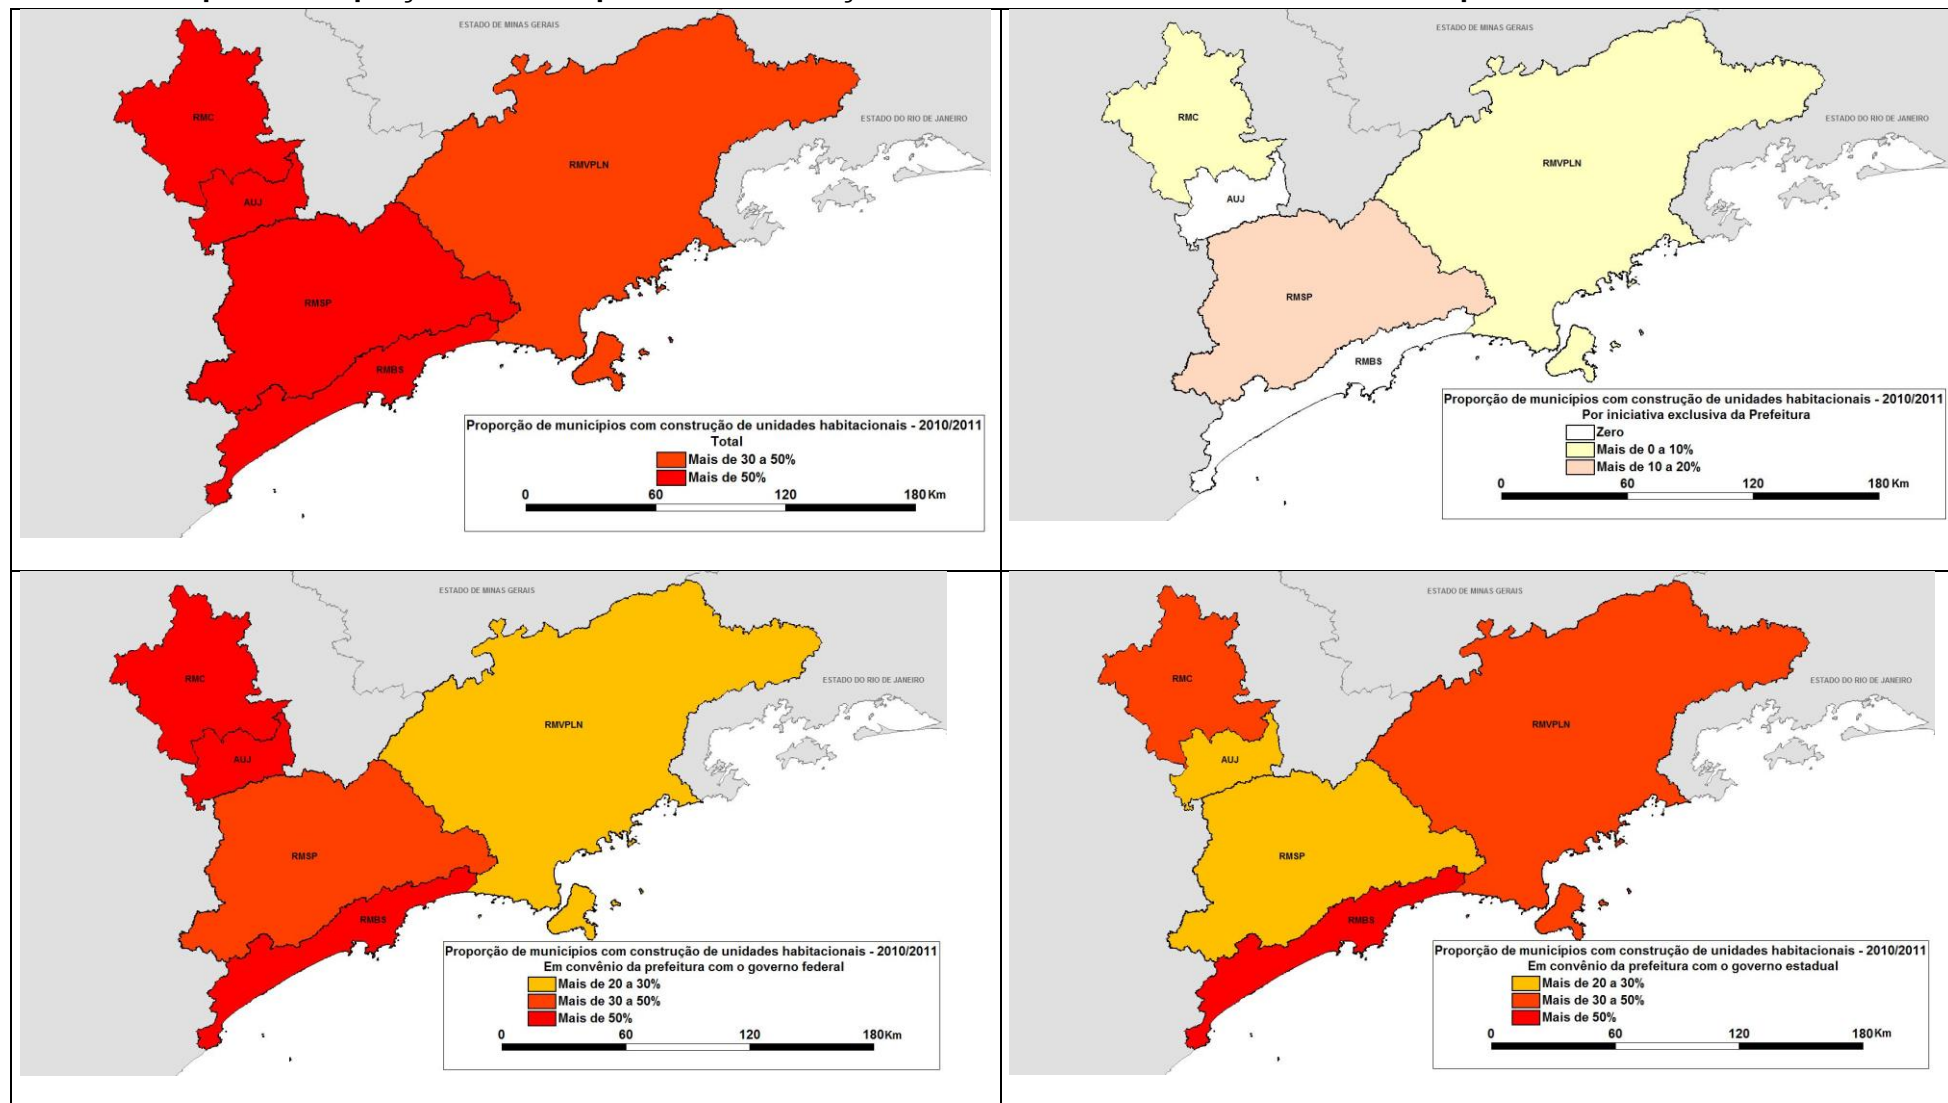 ESTADO DE MINAS GERAIS
ESTADO DO RIO DE JANEIRO
RMC
RMVPLN
AUJ
RMSP
RMBS
Proporção de municípios com construção de unidades habitacionais - 2010/2011
Total
Mais de 30 a 50%
Mais de 50%
0 60 120 180 Km
ESTADO DE MINAS GERAIS
ESTADO DO RIO DE JANEIRO
RMC
RMVPLN
AUJ
RMSP
RMBS
Proporção de municípios com construção de unidades habitacionais - 2010/2011
Por iniciativa exclusiva da Prefeitura
Zero
Mais de 0 a 10%
Mais de 10 a 20%
0 60 120 180 Km
ESTADO DE MINAS GERAIS
ESTADO DO RIO DE JANEIRO
RMC
RMVPLN
AUJ
RMSP
RMBS
Proporção de municípios com construção de unidades habitacionais - 2010/2011
Em convênio da prefeitura com o governo federal
Mais de 20 a 30%
Mais de 30 a 50%
Mais de 50%
0 60 120 180 Km
ESTADO DE MINAS GERAIS
ESTADO DO RIO DE JANEIRO
RMC
RMVPLN
AUJ
RMSP
RMBS
Proporção de municípios com construção de unidades habitacionais - 2010/2011
Em convênio da prefeitura com o governo estadual
Mais de 20 a 30%
Mais de 30 a 50%
Mais de 50%
0 60 120 180 Km